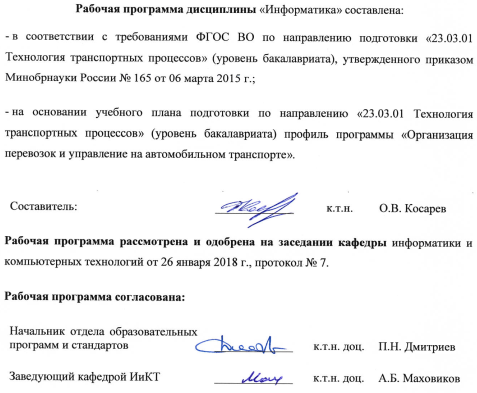 Рабочая программа дисциплины «Информатика» составлена:
- в соответствии с требованиями ФГОС ВО по направлению подготовки «23.03.01
Технология транспортных процессов» (уровень бакалавриата), утвержденного приказом
Минобрнауки России № 165 от 06 марта 2015 г.;
- на основании учебного плана подготовки по направлению «23.03.01 Технология
транспортных процессов» (уровень бакалавриата) профиль программы «Организация
перевозок и управление на автомобильном транспорте».
Составитель: к.т.н. О.В. Косарев
Рабочая программа рассмотрена и одобрена на заседании кафедры информатики и
компьютерных технологий от 26 января 2018 г., протокол № 7.
Рабочая программа согласована:
Начальник отдела образовательных
программ и стандартов к.т.н. доц. П.Н. Дмитриев
Заведующий кафедрой ИиКТ к.т.н. доц. А.Б. Маховиков